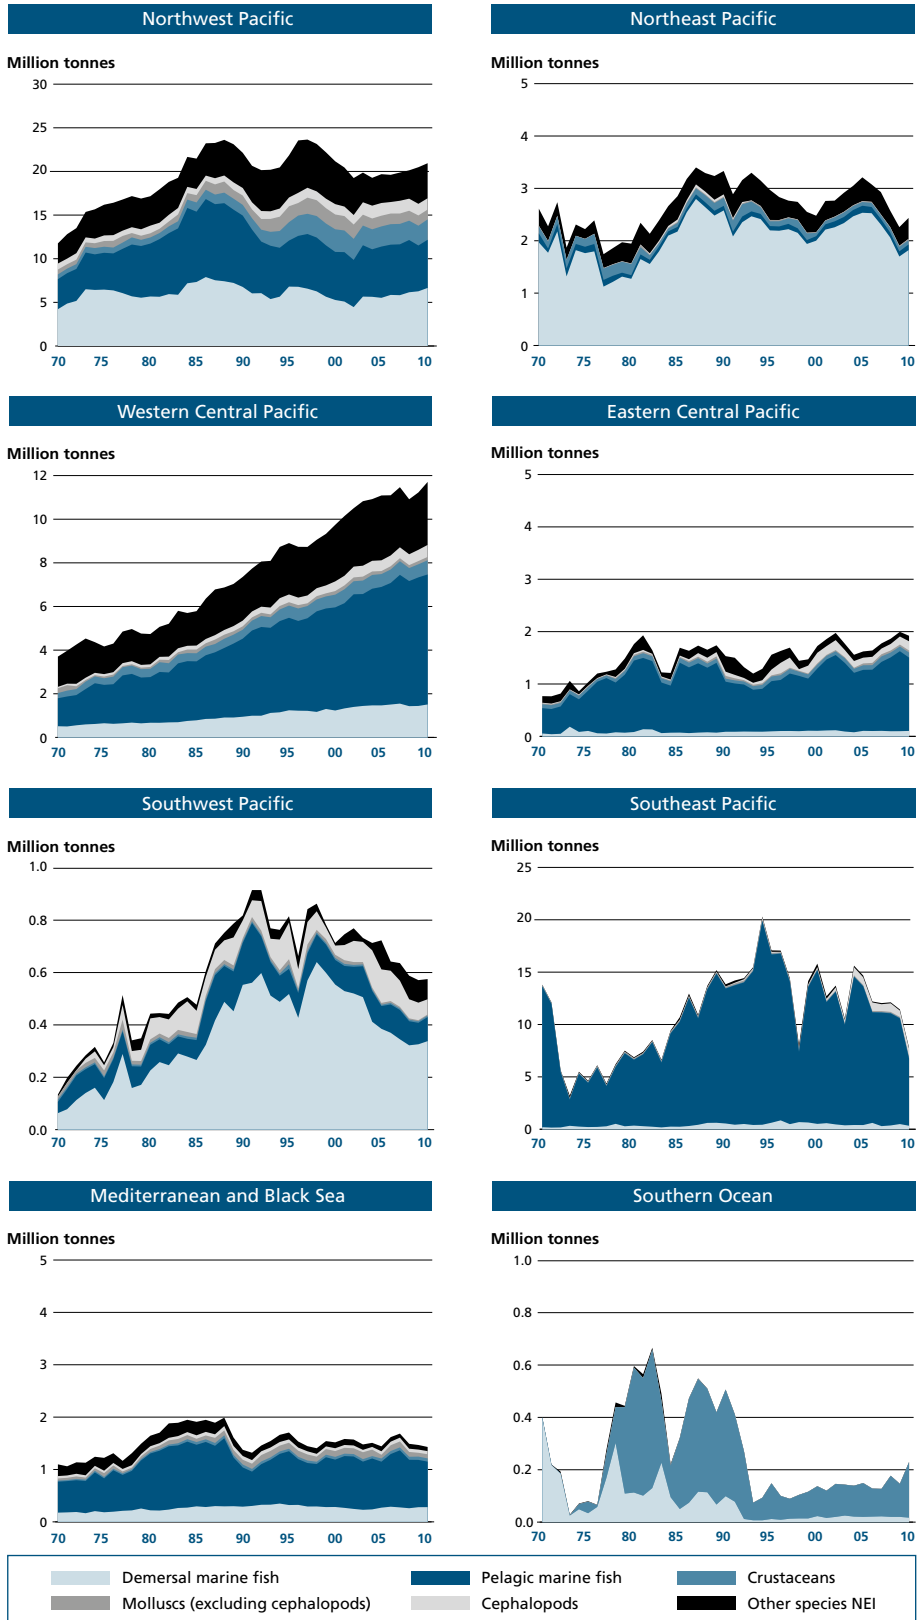 Northwest Pacific
Million tonnes
30
25
20
15
10
5
0
70 75 80 85 90 95 00 05 10
Northeast Pacific
Million tonnes
5
4
3
2
1
0
70 75 80 85 90 95 00 05 10
Western Central Pacific
Million tonnes
12
10
8
6
4
2
0
70 75 80 85 90 95 00 05 10
Eastern Central Pacific
Million tonnes
5
4
3
2
1
0
70 75 80 85 90 95 00 05 10
Southwest Pacific
Million tonnes
1.0
0.8
0.6
0.4
0.2
0.0
70 75 80 85 90 95 00 05 10
Southeast Pacific
Million tonnes
25
20
15
10
5
0
70 75 80 85 90 95 00 05 10
Mediterranean and Black Sea
Million tonnes
5
4
3
2
1
0
70 75 80 85 90 95 00 05 10
Southern Ocean
Million tonnes
1.0
0.8
0.6
0.4
0.2
0.0
70 75 80 85 90 95 00 05 10
Demersal marine fish
Pelagic marine fish
Crustaceans
Molluscs (excluding cephalopods)
Cephalopods
Other species NEI